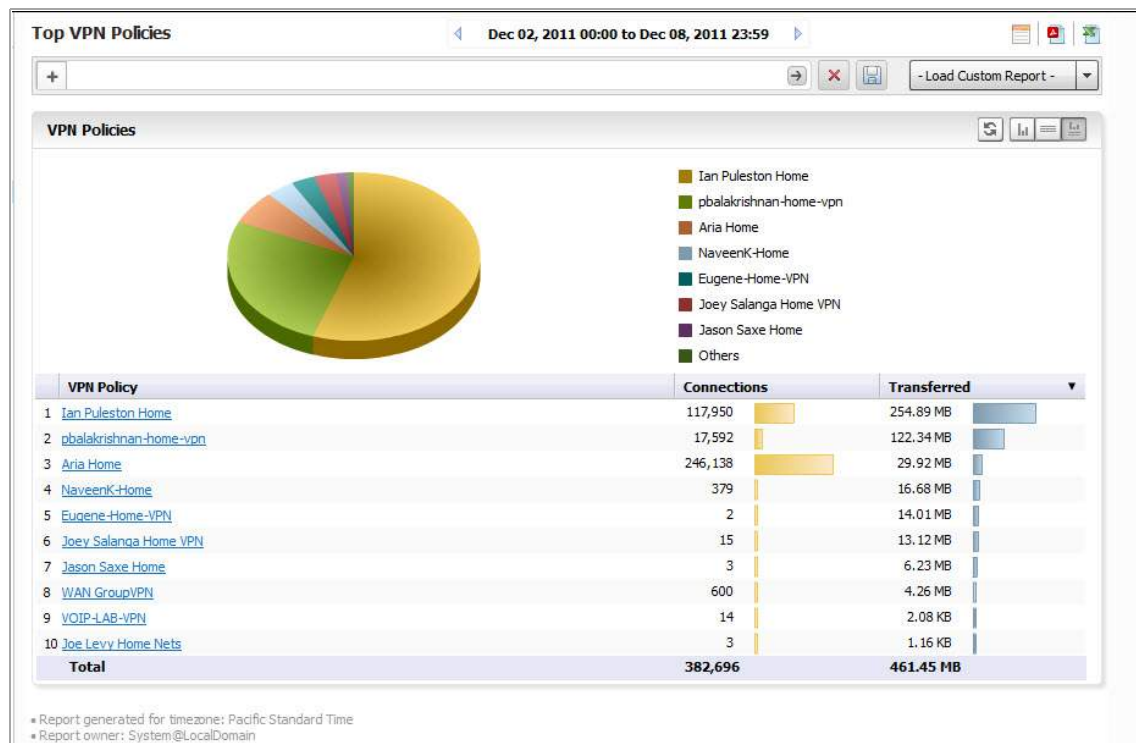 Top VPN Policies
Dec 02, 2011 00:00 to Dec 08, 2011 23:59
- Load Custom Report -
VPN Policies
Ian Puleston Home
pbalakrishnan-home-vpn
Aria Home
NaveenK-Home
Eugene-Home-VPN
Joey Salanga Home VPN
Jason Saxe Home
Others
VPN Policy Connections Transferred
1 Ian Puleston Home 117,950 254.89 MB
2 pbalakrishnan-home-vpn 17,592 122.34 MB
3 Aria Home 246,138 29.92 MB
4 NaveenK-Home 379 16.68 MB
5 Eugene-Home-VPN 2 14.01 MB
6 Joey Salanga Home VPN 15 13.12 MB
7 Jason Saxe Home 3 6.23 MB
8 WAN GroupVPN 600 4.26 MB
9 VOIP-LAB-VPN 14 2.08 KB
10 Joe Levy Home Nets 3 1.16 KB
Total 382,696 461.45 MB
Report generated for timezone: Pacific Standard Time
Report owner: System@LocalDomain